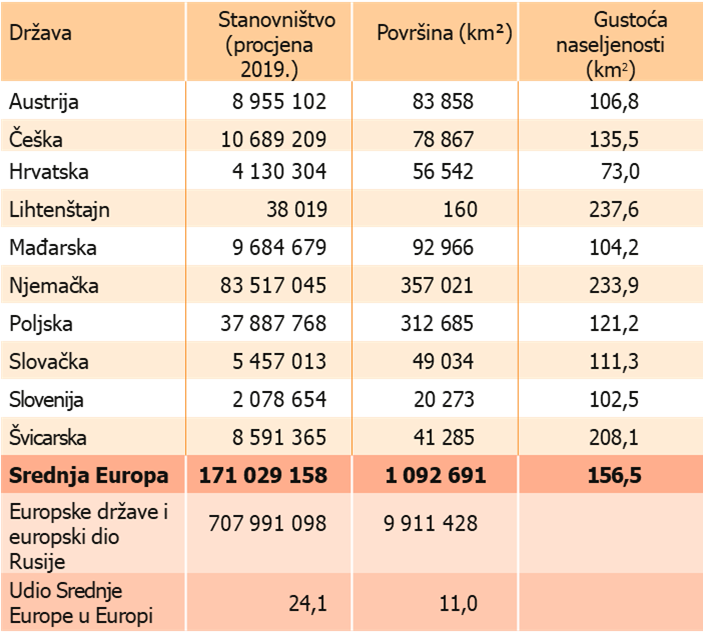 Država Stanovništvo (procjena 2019.) Površina (km²) Gustoća naseljenosti (km²)
Austrija 8 955 102 83 858 106,8
Češka 10 689 209 78 867 135,5
Hrvatska 4 130 304 56 542 73,0
Lihtenštajn 38 019 160 237,6
Mađarska 9 684 679 92 966 104,2
Njemačka 83 517 045 357 021 233,9
Poljska 37 887 768 312 685 121,2
Slovačka 5 457 013 49 034 111,3
Slovenija 2 078 654 20 273 102,5
Švicarska 8 591 365 41 285 208,1
Srednja Europa 171 029 158 1 092 691 156,5
Europske države i europski dio Rusije 707 991 098 9 911 428
Udio Srednje Europe u Europi 24,1 11,0